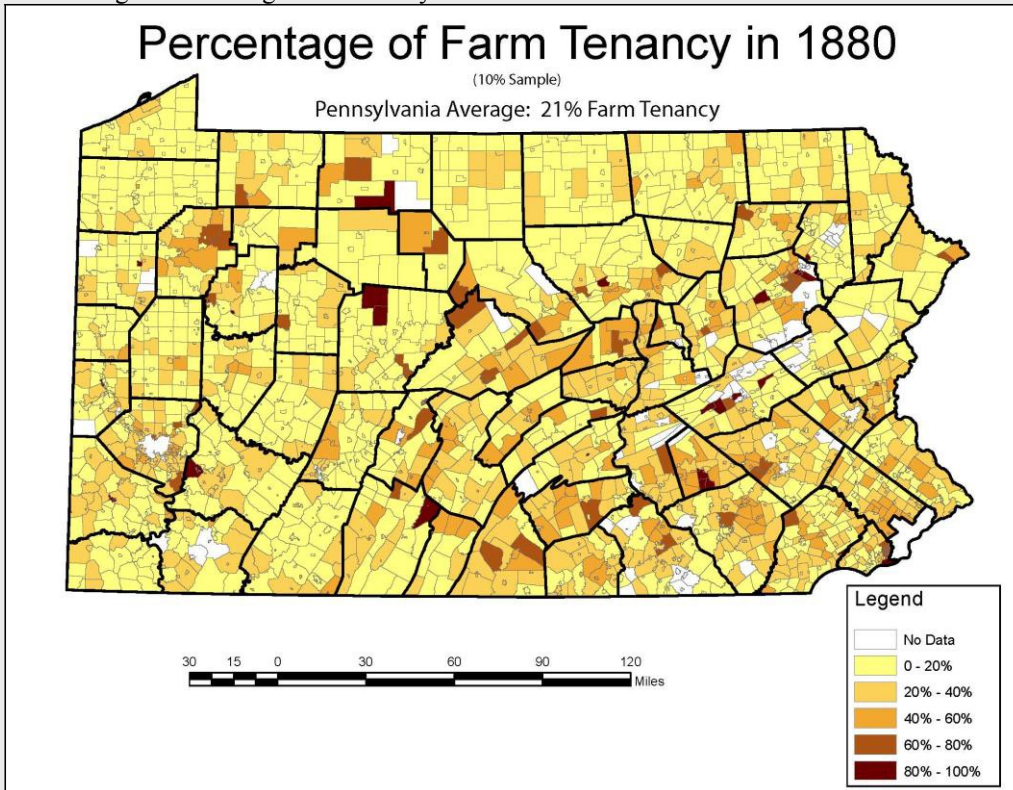 Percentage of Farm Tenancy in 1880
(10% Sample)
Pennsylvania Average: 21% Farm Tenancy
30 15 0 30 60 90 120
Miles
Legend
No Data
0 - 20%
20% - 40%
40% - 60%
60% - 80%
80% - 100%